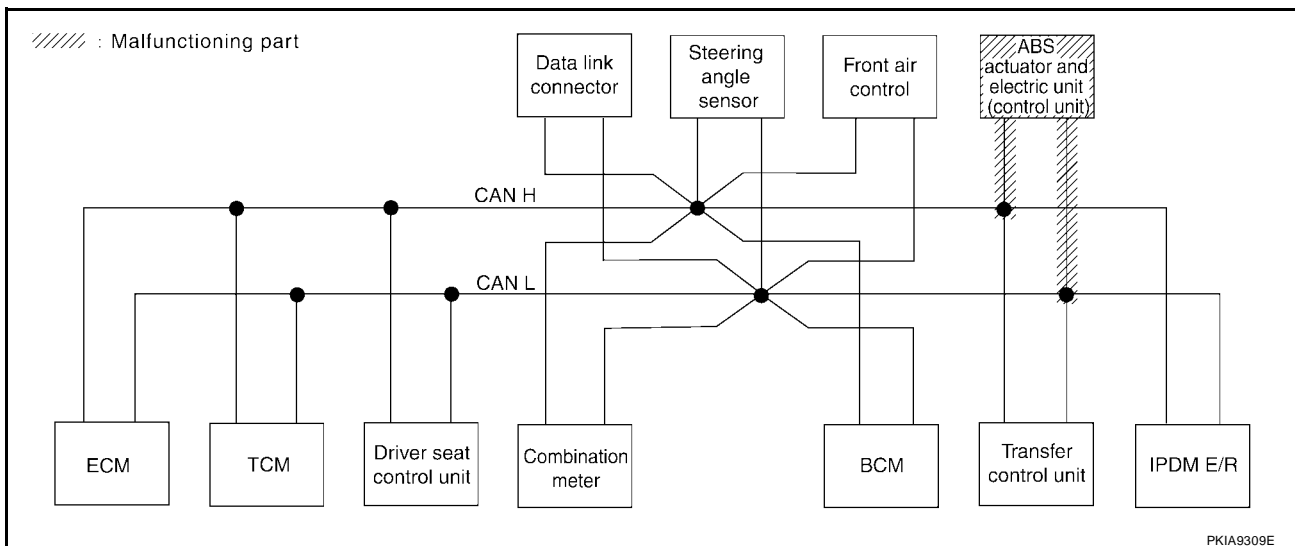 : Malfunctioning part
Data link
connector
Steering
angle
sensor
Front air
control
ABS
actuator and
electric unit
(control unit)
CAN H
CAN L
ECM
TCM
Driver seat
control unit
Combination
meter
BCM
Transfer
control unit
IPDM E/R
PKIA9309E